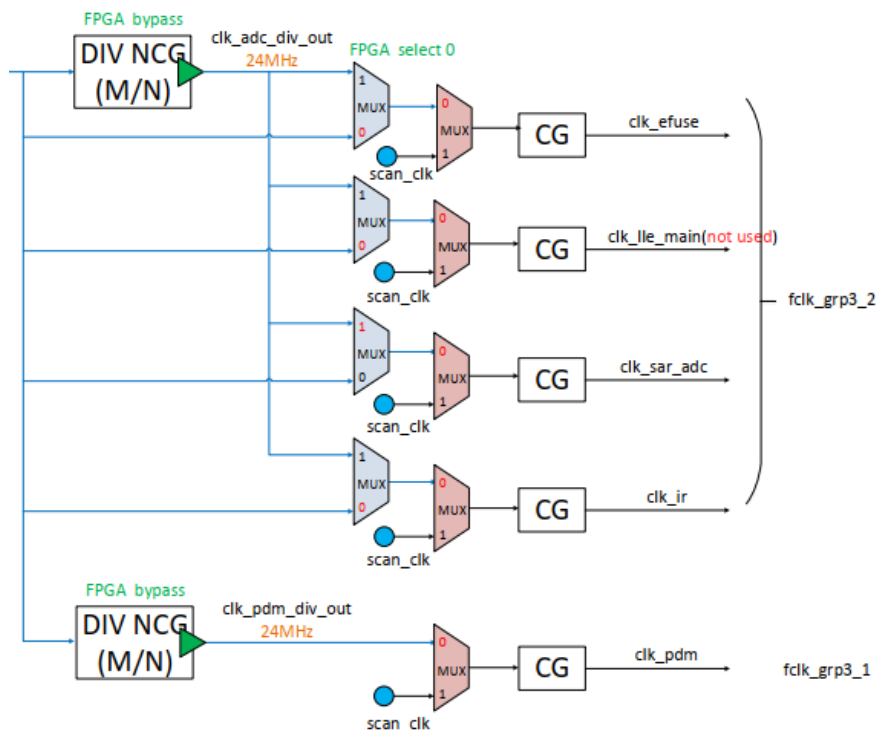 FPGA bypass
DIV NCG
(M/N)
clk_adc_div_out
24MHz
FPGA select 0
1
MUX
0
0
MUX
1
scan_clk
CG
clk_efuse
1
MUX
0
0
MUX
1
scan_clk
CG
clk_lle_main(not used)
fclk_grp3_2
1
MUX
0
0
MUX
1
scan_clk
CG
clk_sar_adc
1
MUX
0
0
MUX
1
scan_clk
CG
clk_ir
FPGA bypass
DIV NCG
(M/N)
clk_pdm_div_out
24MHz
0
MUX
1
scan_clk
CG
clk_pdm
fclk_grp3_1